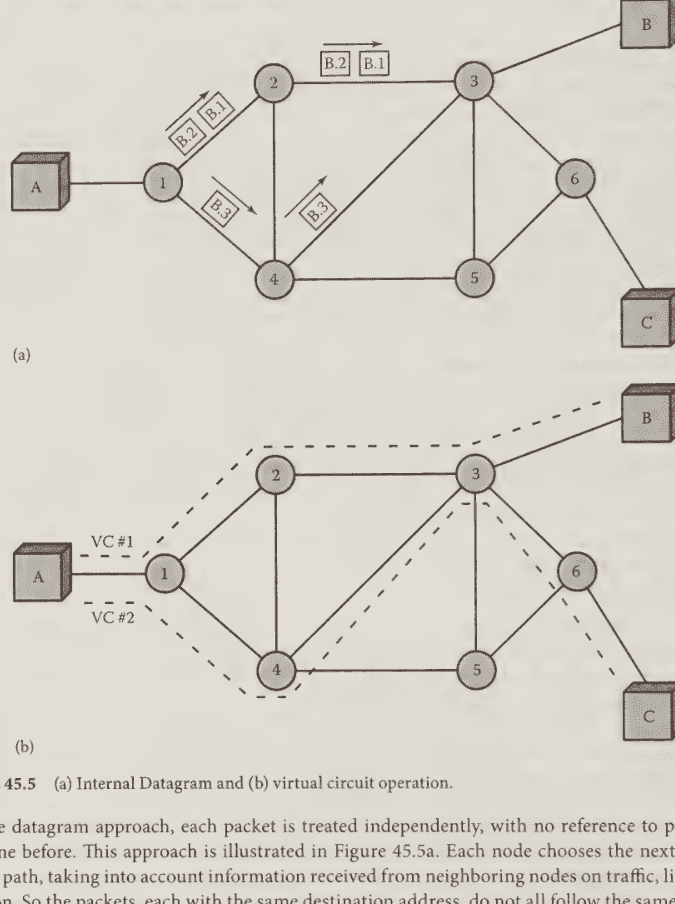 B
B.2 B.1
2
3
B.2 B.1
A
1
6
B.3
B.3
4
5
C
(a)
B
2
3
VC #1
A
1
6
VC #2
4
5
C
(b)
45.5 (a) Internal Datagram and (b) virtual circuit operation.
datagram approach, each packet is treated independently, with no reference to
before. This approach is illustrated in Figure 45.5a. Each node chooses the next
path, taking into account information received from neighboring nodes on traffic,
So the packets, each with the same destination address, do not all follow the same